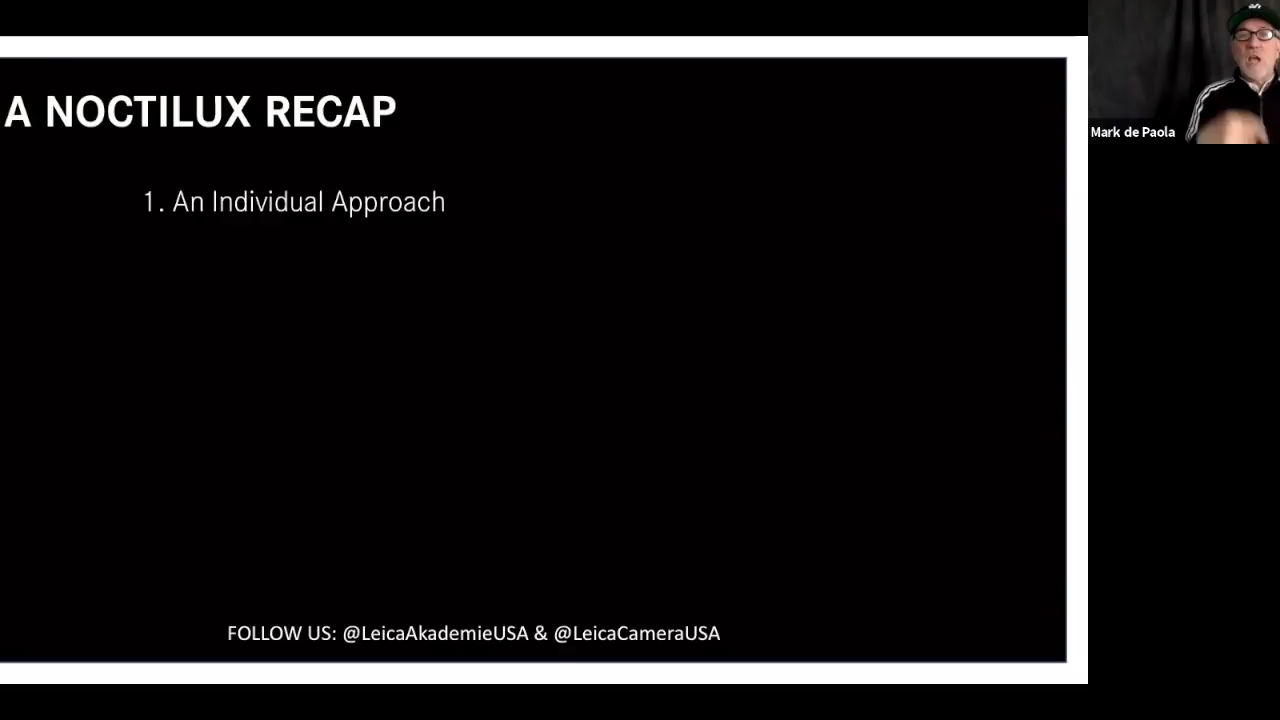 A NOCTILUX RECAP
1. An Individual Approach
FOLLOW US: @LeicaAkademieUSA & @LeicaCameraUSA
Mark de Paola